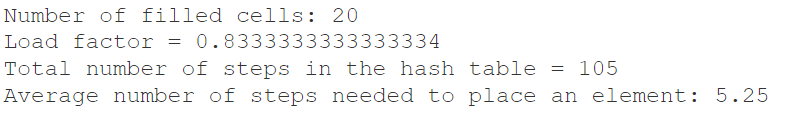 Number of filled cells: 20
Load factor = 0.8333333333333334
Total number of steps in the hash table = 105
Average number of steps needed to place an element: 5.25